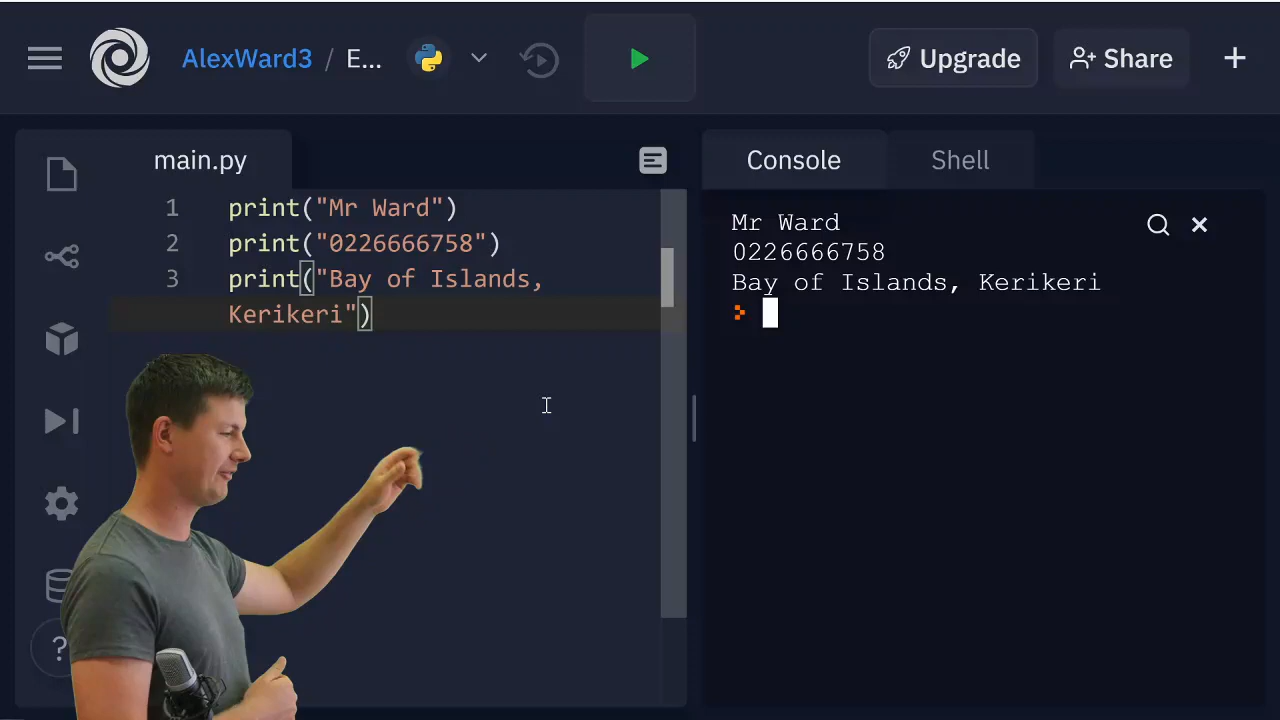 AlexWard3 / E...
Upgrade
Share
main.py
1 print("Mr Ward")
2 print("0226666758")
3 print("Bay of Islands,
Kerikeri")
?
Console
Shell
Mr Ward
0226666758
Bay of Islands, Kerikeri